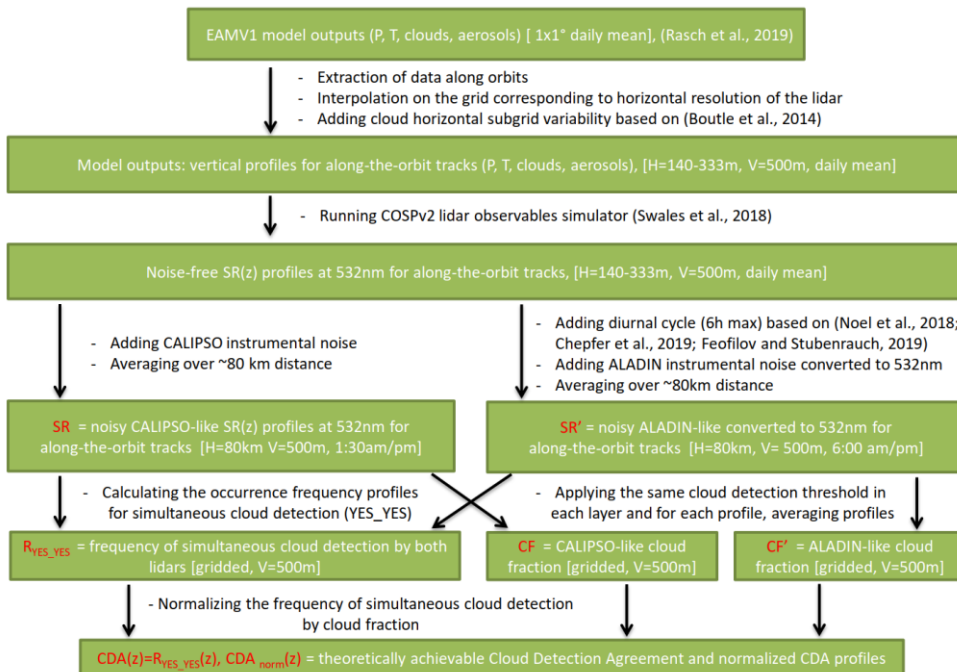 EAMV1 model outputs (P, T, clouds, aerosols) [ 1x1° daily mean], (Rasch et al., 2019)
- Extraction of data along orbits
- Interpolation on the grid corresponding to horizontal resolution of the lidar
- Adding cloud horizontal subgrid variability based on (Boutle et al., 2014)
Model outputs: vertical profiles for along-the-orbit tracks (P, T, clouds, aerosols), [H=140-333m, V=500m, daily mean]
- Running COSPv2 lidar observables simulator (Swales et al., 2018)
Noise-free SR(z) profiles at 532nm for along-the-orbit tracks, [H=140-333m, V=500m, daily mean]
- Adding CALIPSO instrumental noise
- Averaging over ~80 km distance
- Adding diurnal cycle (6h max) based on (Noel et al., 2018;
Chepfer et al., 2019; Feofilov and Stubenrauch, 2019)
- Adding ALADIN instrumental noise converted to 532nm
- Averaging over ~80km distance
SR = noisy CALIPSO-like SR(z) profiles at 532nm for
along-the-orbit tracks [H=80km V=500m, 1:30am/pm]
SR’ = noisy ALADIN-like converted to 532nm for
along-the-orbit tracks [H=80km, V= 500m, 6:00 am/pm]
- Calculating the occurrence frequency profiles
for simultaneous cloud detection (YES_YES)
- Applying the same cloud detection threshold in
each layer and for each profile, averaging profiles
R_YES_YES = frequency of simultaneous cloud detection by both
lidars [gridded, V=500m]
CF = CALIPSO-like cloud
fraction [gridded, V=500m]
CF’ = ALADIN-like cloud
fraction [gridded, V=500m]
- Normalizing the frequency of simultaneous cloud detection
by cloud fraction
CDA(z)=R_YES_YES(z), CDA_norm(z) = theoretically achievable Cloud Detection Agreement and normalized CDA profiles